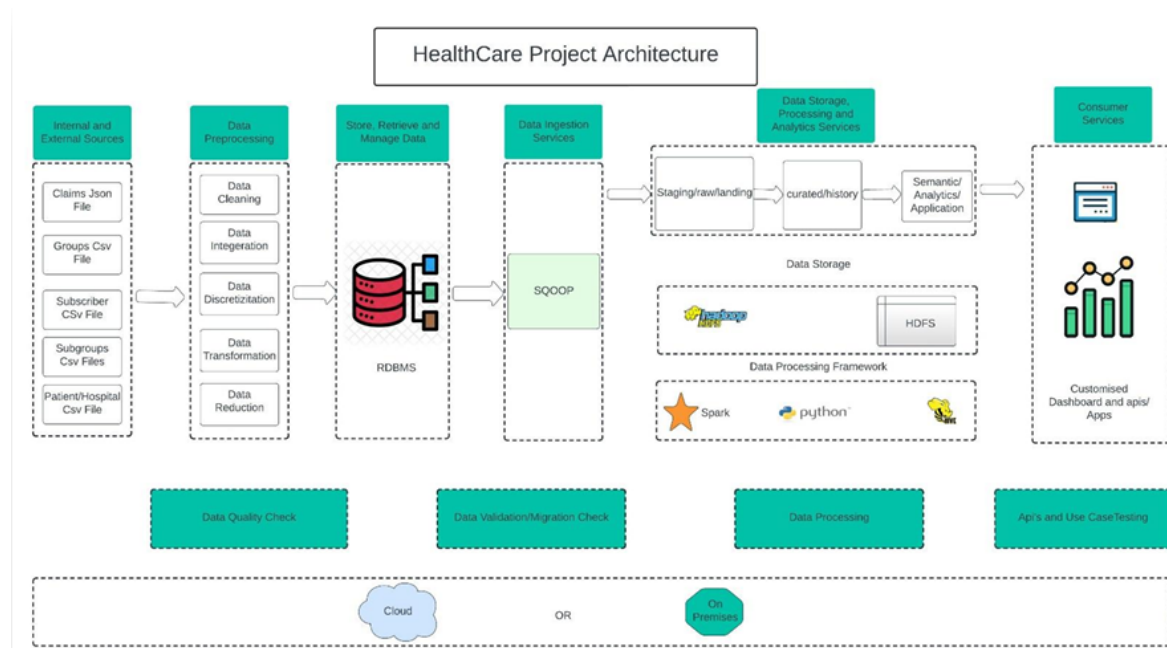 HealthCare Project Architecture
Internal and
External Sources
Data
Preprocessing
Store, Retrieve and
Manage Data
Data Ingestion
Services
Data Storage,
Processing and
Analytics Services
Consumer
Services
Claims Json
File
Groups Csv
File
Subscriber
CSv File
Subgroups
Csv Files
Patient/Hospital
Csv File
Data
Cleaning
Data
Integeration
Data
Discretizitation
Data
Transformation
Data
Reduction
RDBMS
SQOOP
Staging/raw/landing
curated/history
Semantic/
Analytics/
Application
Data Storage
hadoop
HDFS
HDFS
Data Processing Framework
Spark
python
HIVE
Customised
Dashboard and apis/
Apps
Data Quality Check
Data Validation/Migration Check
Data Processing
Api's and Use CaseTesting
Cloud
OR
On
Premises